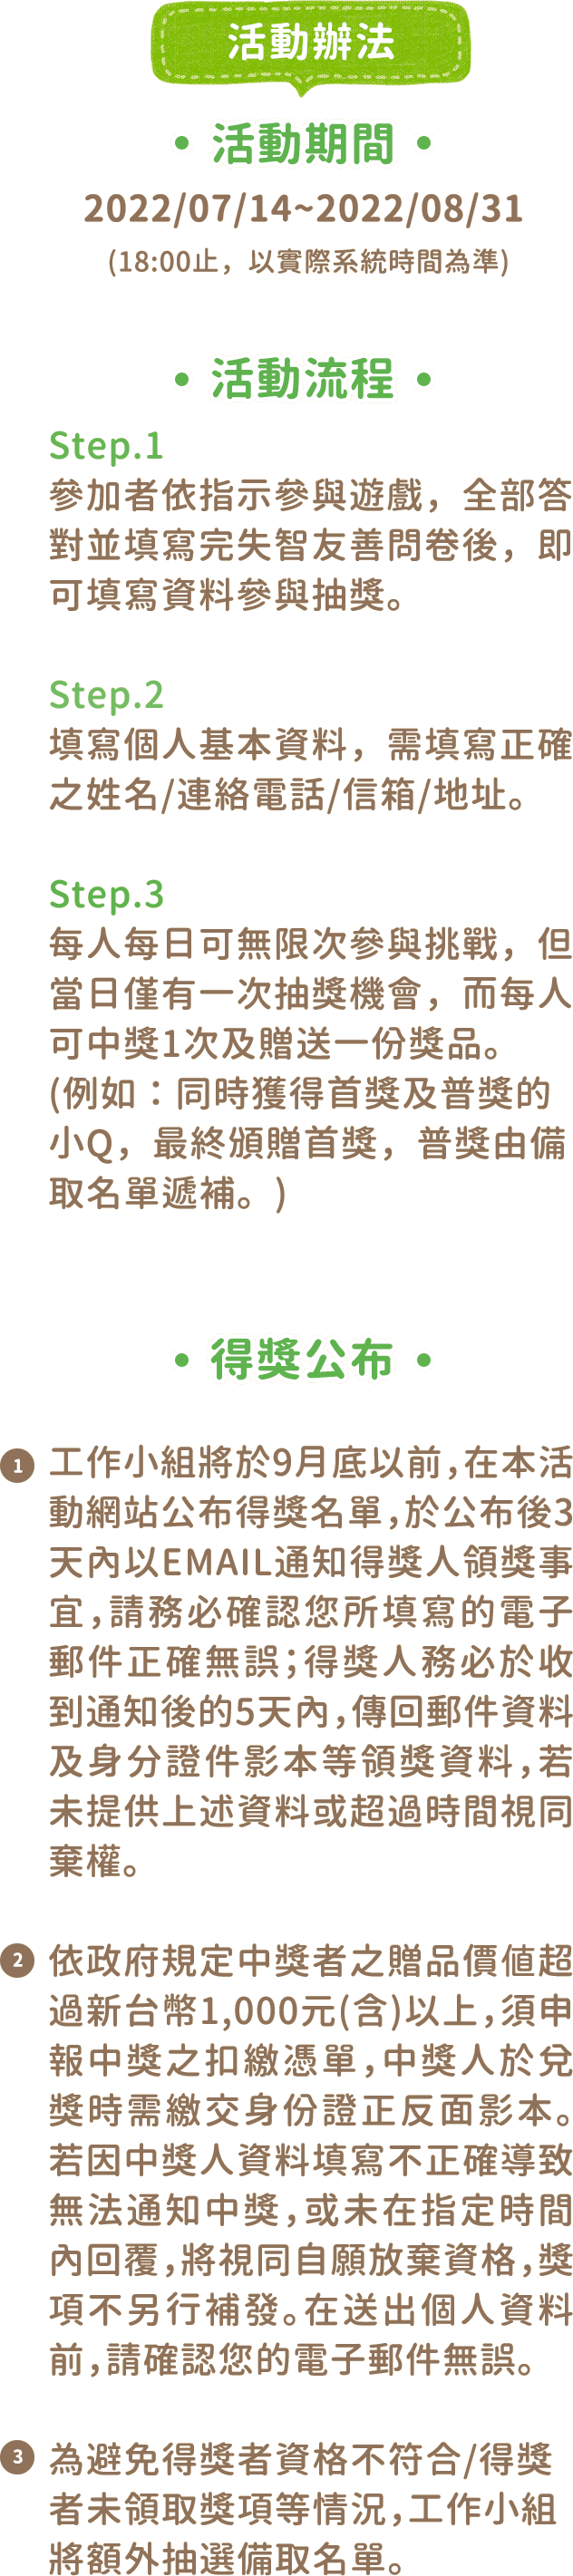 活動辦法
• 活動期間 •
2022/07/14~2022/08/31
(18:00止，以實際系統時間為準)
• 活動流程 •
Step.1
參加者依指示參與遊戲，全部答
對並填寫完失智友善問卷後，即
可填寫資料參與抽獎。
Step.2
填寫個人基本資料，需填寫正確
之姓名/連絡電話/信箱/地址。
Step.3
每人每日可無限次參與挑戰，但
當日僅有一次抽獎機會，而每人
可中獎1次及贈送一份獎品。
(例如：同時獲得首獎及普獎的
小Q，最終頒贈首獎，普獎由備
取名單遞補。)
• 得獎公布 •
1 工作小組將於9月底以前，在本活
動網站公布得獎名單，於公布後3
天內以EMAIL通知得獎人領獎事
宜，請務必確認您所填寫的電子
郵件正確無誤；得獎人務必於收
到通知後的5天內，傳回郵件資料
及身分證件影本等領獎資料，若
未提供上述資料或超過時間視同
棄權。
2 依政府規定中獎者之贈品價值超
過新台幣1,000元(含)以上，須申
報中獎之扣繳憑單，中獎人於兌
獎時需繳交身份證正反面影本。
若因中獎人資料填寫不正確導致
無法通知中獎，或未在指定時間
內回覆，將視同自願放棄資格，獎
項不另行補發。在送出個人資料
前，請確認您的電子郵件無誤。
3 為避免得獎者資格不符合/得獎
者未領取獎項等情況，工作小組
將額外抽選備取名單。